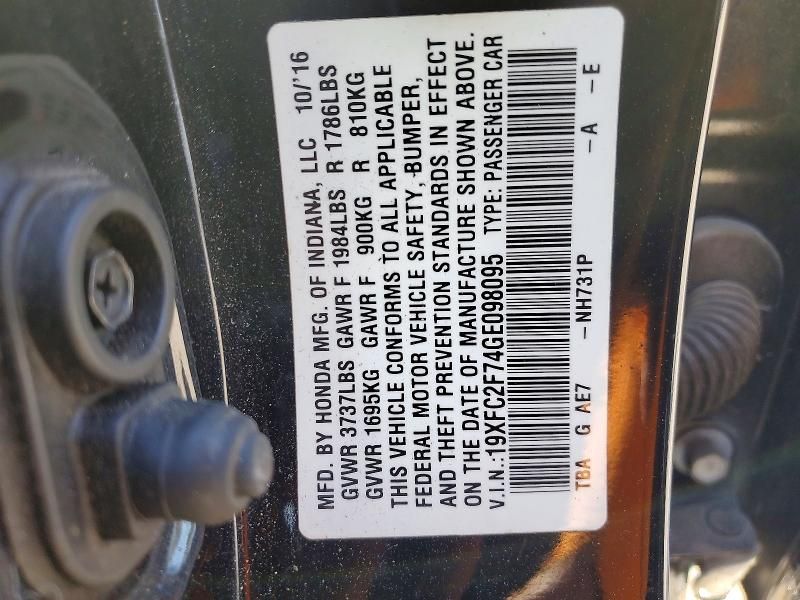 MFD. BY HONDA MFG. OF INDIANA, LLC 10/'16
GVWR 3737LBS GAWR F 1984LBS R 1786LBS
GVWR 1695KG GAWR F 900KG R 810KG
THIS VEHICLE CONFORMS TO ALL APPLICABLE
FEDERAL MOTOR VEHICLE SAFETY, BUMPER,
AND THEFT PREVENTION STANDARDS IN EFFECT
ON THE DATE OF MANUFACTURE SHOWN ABOVE.
V.I.N.:19XFC2F74GE098095 TYPE: PASSENGER CAR
TBA G AE7 -NH731P -A -E